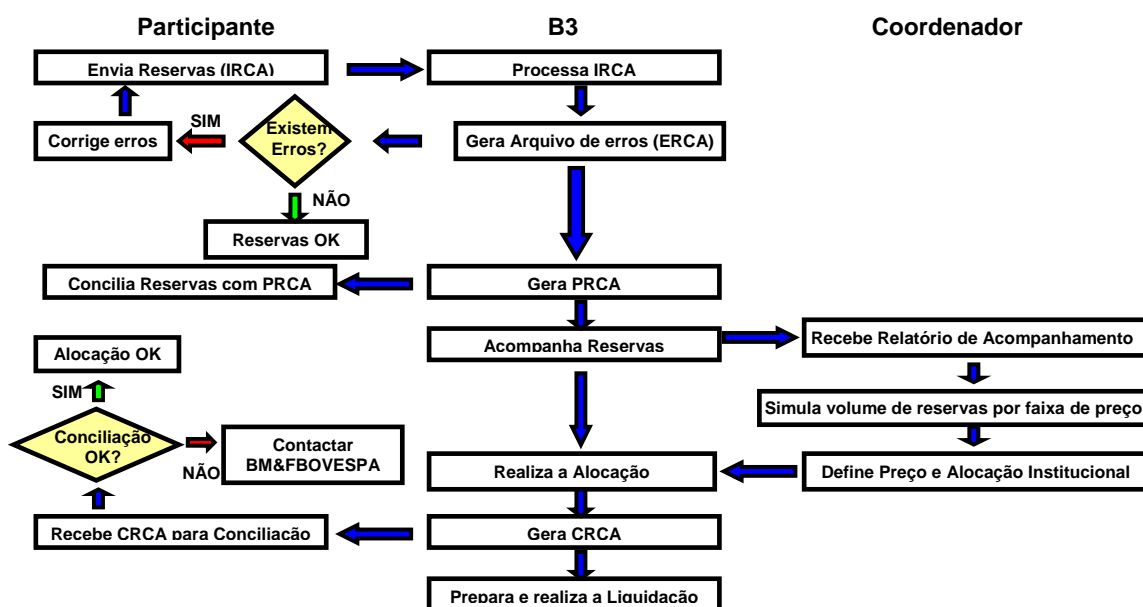 Participante
B3
Coordenador
Envia Reservas (IRCA)
Processa IRCA
SIM
Existem
Erros?
Corrige erros
Gera Arquivo de erros (ERCA)
NÃO
Reservas OK
Concilia Reservas com PRCA
Gera PRCA
Acompanha Reservas
Recebe Relatório de Acompanhamento
Alocação OK
SIM
Simula volume de reservas por faixa de preço
Conciliação
OK?
NÃO
Contactar
BM&FBOVESPA
Realiza a Alocação
Define Preço e Alocação Institucional
Recebe CRCA para Conciliação
Gera CRCA
Prepara e realiza a Liquidação